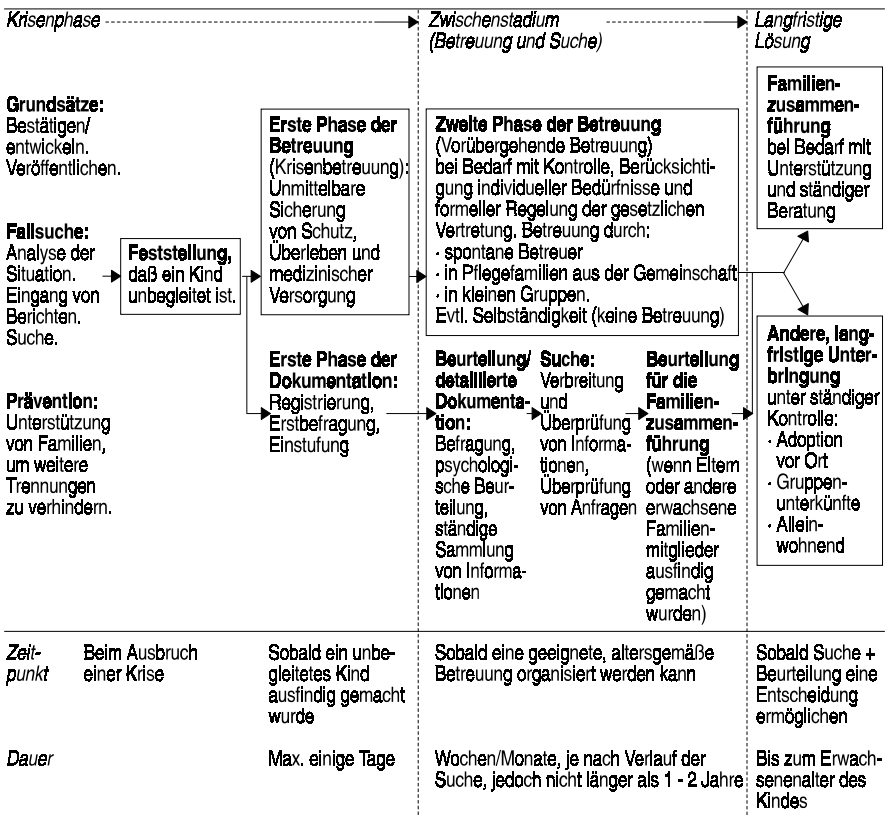 Krisenphase
Zwischenstadium
(Betreuung und Suche)
Langfristige
Lösung
Grundsätze:
Bestätigen/
entwickeln.
Veröffentlichen.
Fallsuche:
Analyse der
Situation.
Eingang von
Berichten.
Suche.
Prävention:
Unterstützung
von Familien,
um weitere
Trennungen
zu verhindern.
Feststellung,
daß ein Kind
unbegleitet ist.
Erste Phase der
Betreuung
(Krisenbetreuung):
Unmittelbare
Sicherung
von Schutz,
Überleben und
medizinischer
Versorgung
Erste Phase der
Dokumentation:
Registrierung,
Erstbefragung,
Einstufung
Zweite Phase der Betreuung
(Vorübergehende Betreuung)
bei Bedarf mit Kontrolle, Berücksichti-
gung individueller Bedürfnisse und
formeller Regelung der gesetzlichen
Vertretung. Betreuung durch:
· spontane Betreuer
· in Pflegefamilien aus der Gemeinschaft
· in kleinen Gruppen.
Evtl. Selbständigkeit (keine Betreuung)
Beurteilung/
detaillierte
Dokumenta-
tion:
Befragung,
psychologi-
sche Beur-
teilung,
ständige
Sammlung
von Informa-
tionen
Suche:
Verbreitung
und
Überprüfung
von Informa-
tionen,
Überprüfung
von Anfragen
Beurteilung
für die
Familien-
zusammen-
führung
(wenn Eltern
oder andere
erwachsene
Familien-
mitglieder
ausfindig
gemacht
wurden)
Familien-
zusammen-
führung
bei Bedarf mit
Unterstützung
und ständiger
Beratung
Andere, lang-
fristige Unter-
bringung
unter ständiger
Kontrolle:
· Adoption
vor Ort
· Gruppen-
unterkünfte
· Allein-
wohnend
Zeit-
punkt
Beim Ausbruch
einer Krise
Sobald ein unbe-
gleitetes Kind
ausfindig gemacht
wurde
Sobald eine geeignete, altersgemäße
Betreuung organisiert werden kann
Sobald Suche +
Beurteilung eine
Entscheidung
ermöglichen
Dauer
Max. einige Tage
Wochen/Monate, je nach Verlauf der
Suche, jedoch nicht länger als 1 - 2 Jahre
Bis zum Erwach-
senenalter des
Kindes